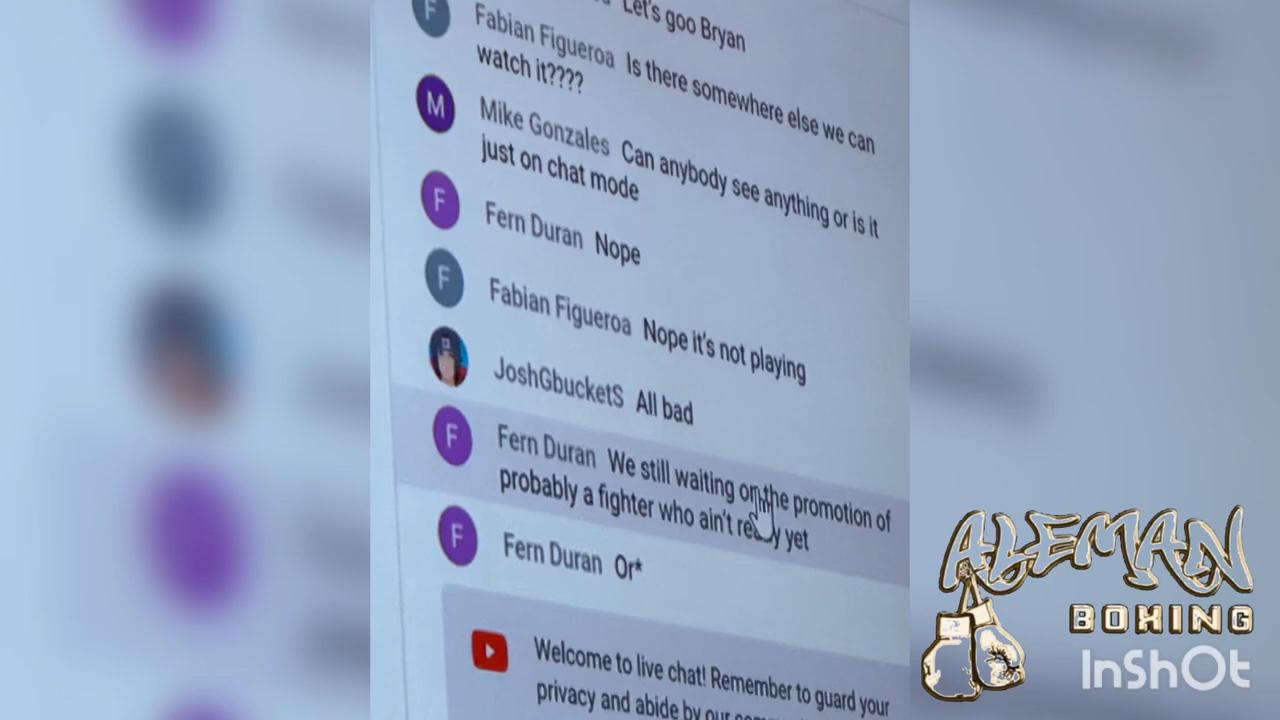 Let's goo Bryan
F
Fabian Figueroa Is there somewhere else we can
watch it????
M
Mike Gonzales Can anybody see anything or is it
just on chat mode
F
Fern Duran Nope
F
Fabian Figueroa Nope it's not playing
JoshGbucketS All bad
F
Fern Duran We still waiting on the promotion of
probably a fighter who ain't ready yet
F
Fern Duran Or*
Welcome to live chat! Remember to guard your
privacy and abide by our
ALEMAN
BOXING
InShOt